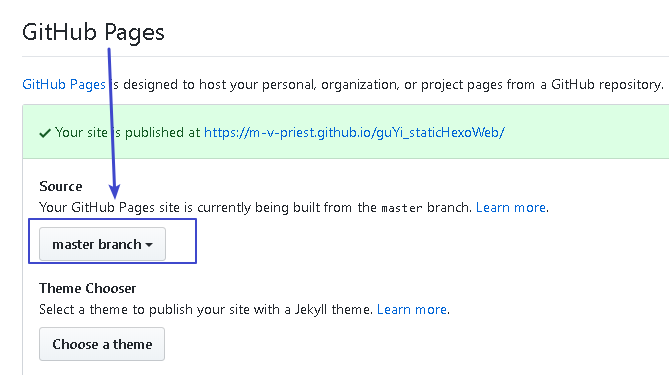 GitHub Pages
GitHub Pages is designed to host your personal, organization, or project pages from a GitHub repository.
Your site is published at https://m-v-priest.github.io/guYi_staticHexoWeb/
Source
Your GitHub Pages site is currently being built from the master branch. Learn more.
master branch
Theme Chooser
Select a theme to publish your site with a Jekyll theme. Learn more.
Choose a theme